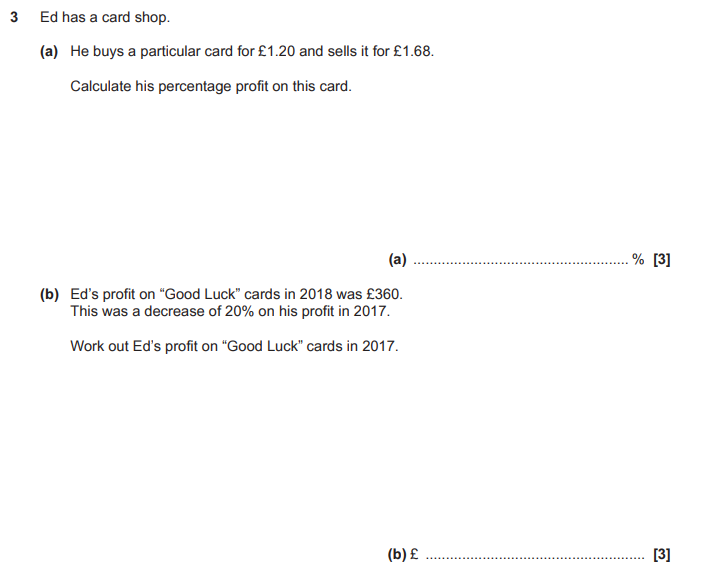 3 Ed has a card shop.
(a) He buys a particular card for £1.20 and sells it for £1.68.
Calculate his percentage profit on this card.
(a) ...................................................... % [3]
(b) Ed’s profit on “Good Luck” cards in 2018 was £360.
This was a decrease of 20% on his profit in 2017.
Work out Ed’s profit on “Good Luck” cards in 2017.
(b) £ ...................................................... [3]